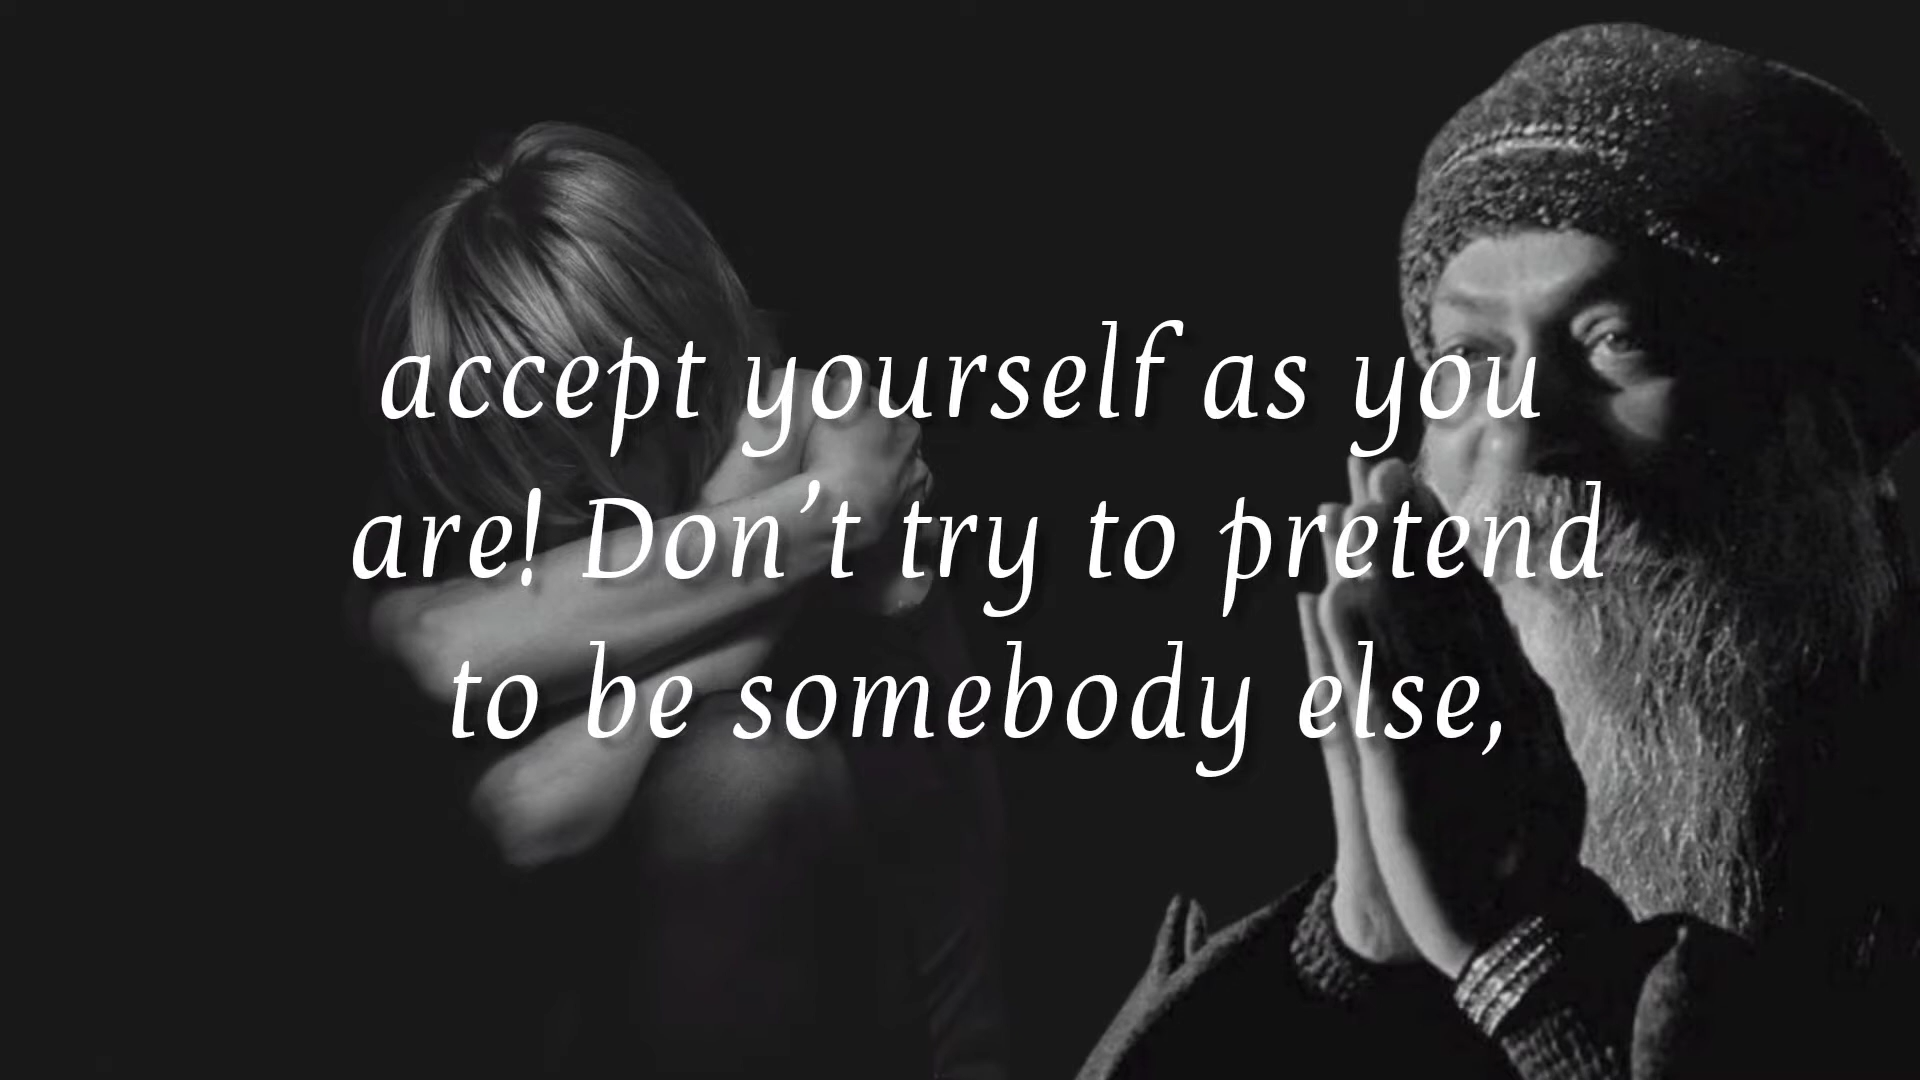 accept yourself as you
are! Don’t try to pretend
to be somebody else,